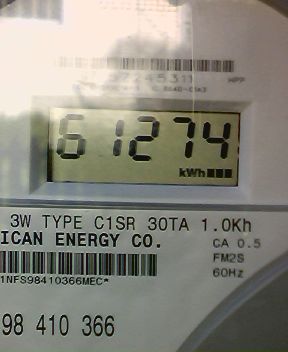 61274
kWh
3W TYPE C1SR 30TA 1.0Kh
ICAN ENERGY CO.
CA 0.5
FM2S
60Hz
1NFS98410366MEC*
98 410 366